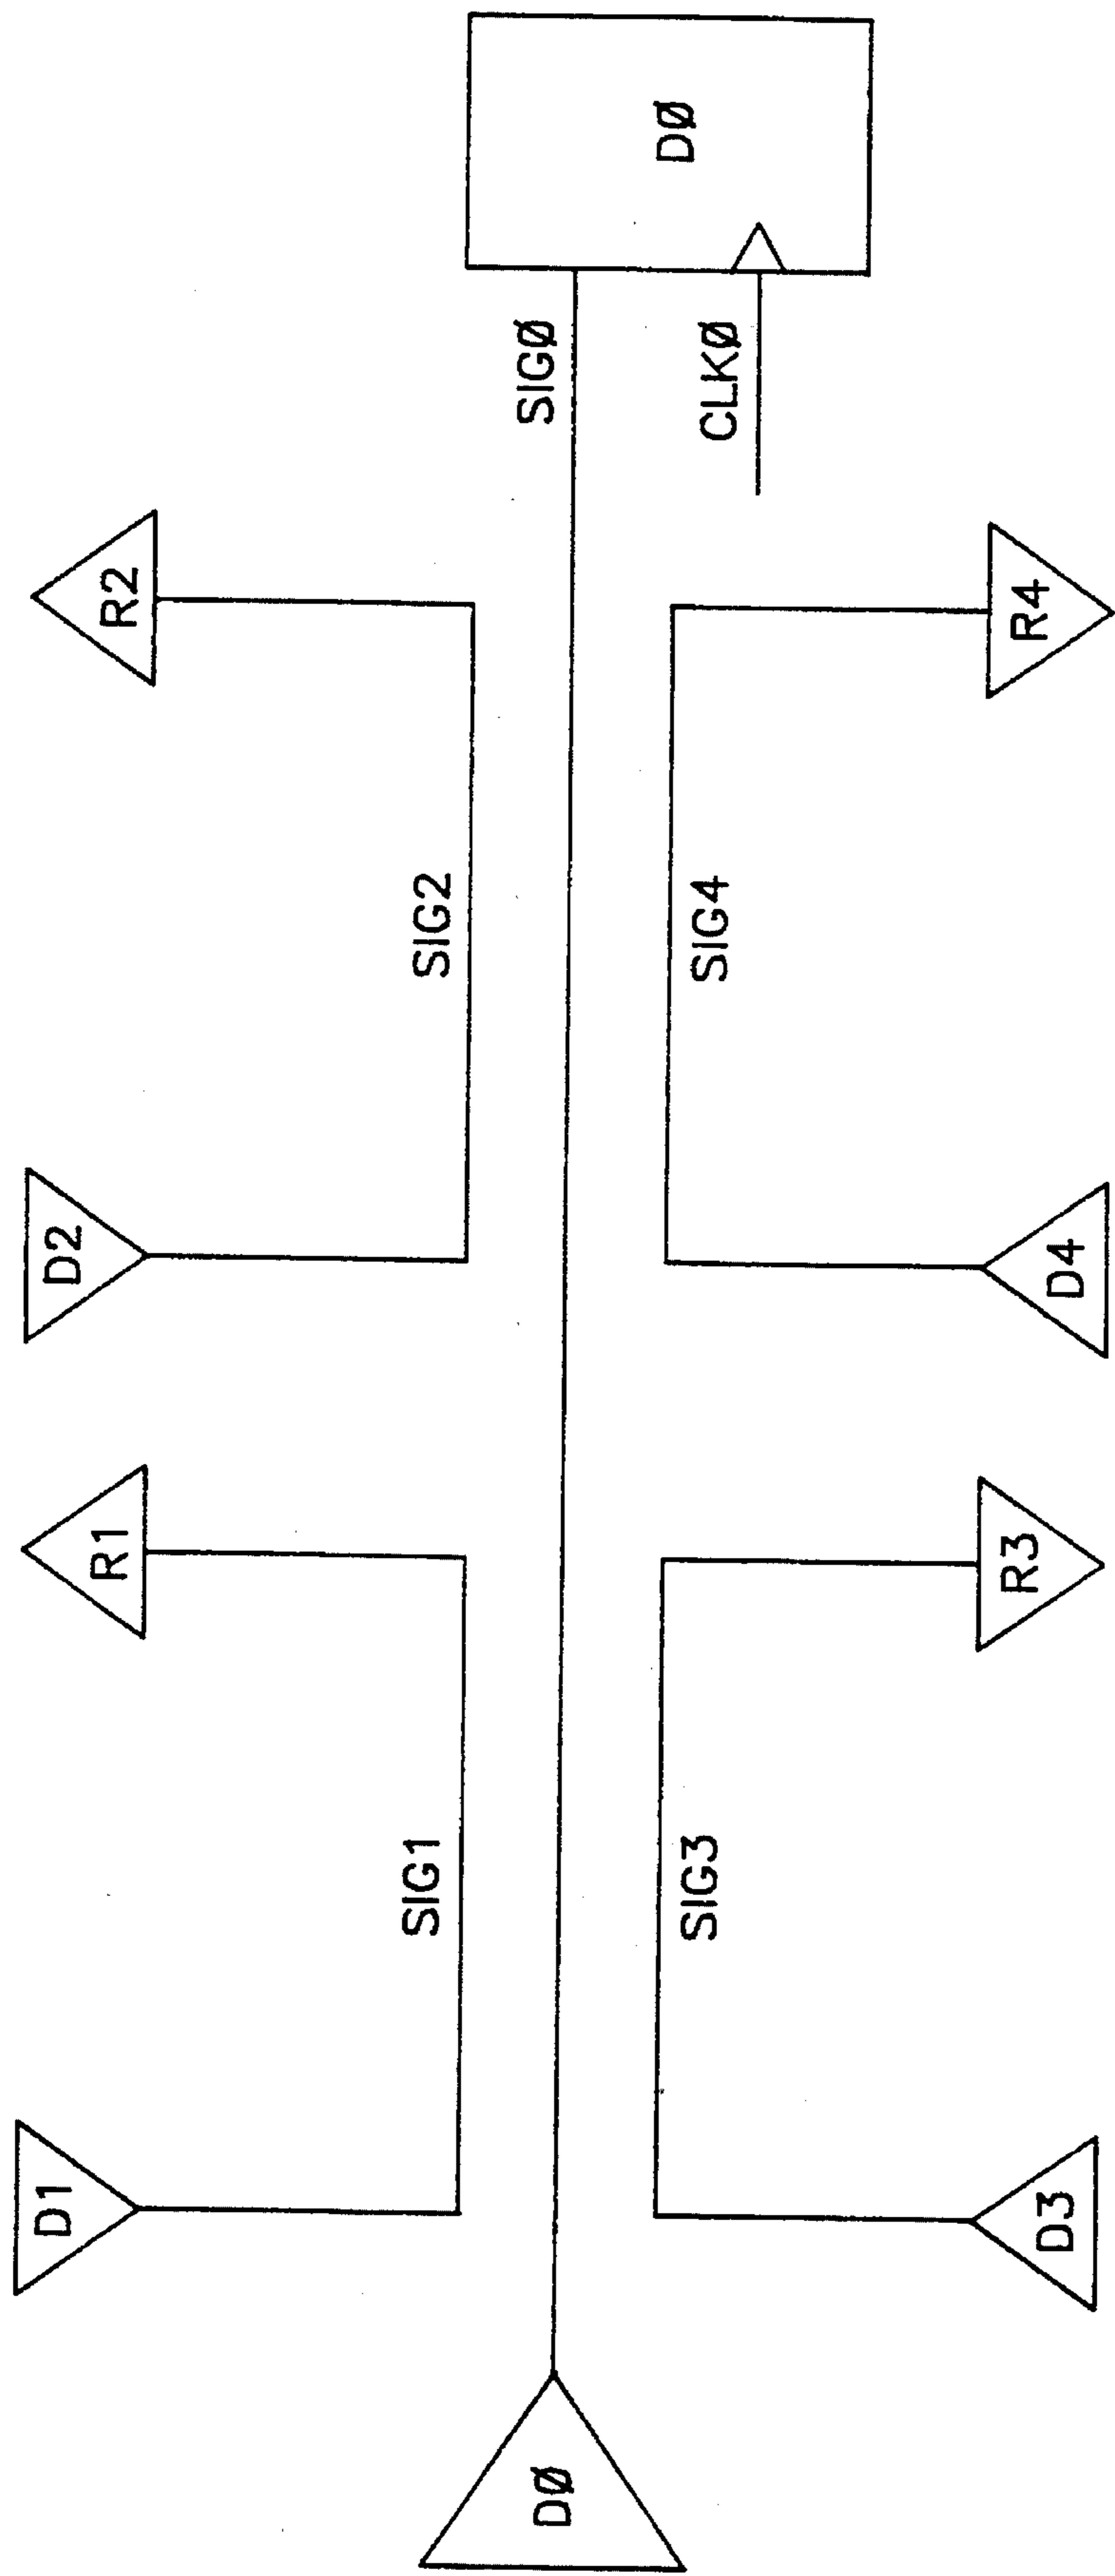 D1
R1
D2
R2
SIG1
SIG2
DØ
SIGØ
DØ
CLKØ
SIG3
SIG4
D3
R3
D4
R4